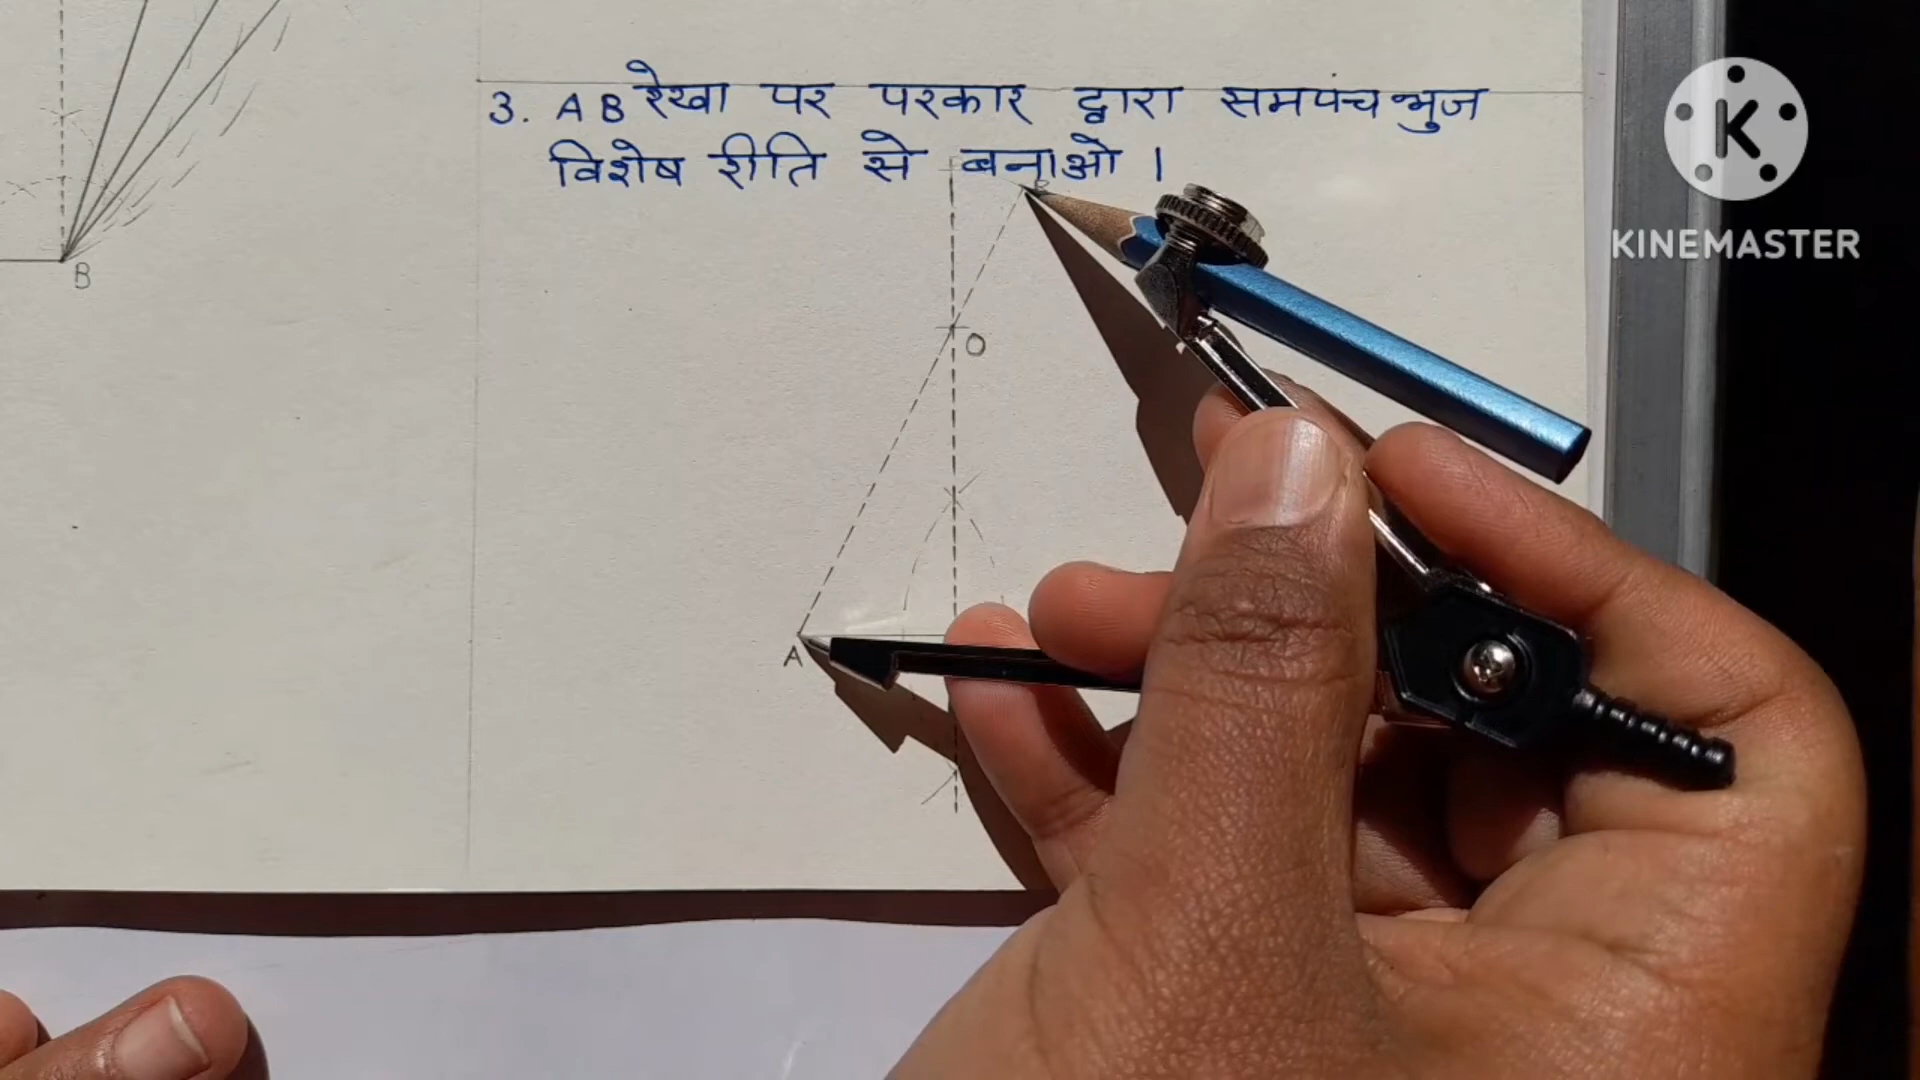 3. AB रेखा पर परकार द्वारा समपंचभुज
विशेष रीति से बनाओ ।
B
O
A
K
KINEMASTER